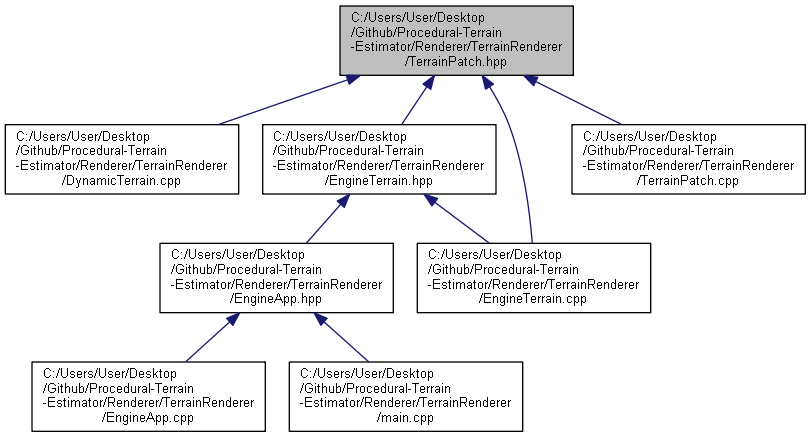 C:/Users/User/Desktop
/Github/Procedural-Terrain
-Estimator/Renderer/TerrainRenderer
/TerrainPatch.hpp
C:/Users/User/Desktop
/Github/Procedural-Terrain
-Estimator/Renderer/TerrainRenderer
/DynamicTerrain.cpp
C:/Users/User/Desktop
/Github/Procedural-Terrain
-Estimator/Renderer/TerrainRenderer
/EngineTerrain.hpp
C:/Users/User/Desktop
/Github/Procedural-Terrain
-Estimator/Renderer/TerrainRenderer
/TerrainPatch.cpp
C:/Users/User/Desktop
/Github/Procedural-Terrain
-Estimator/Renderer/TerrainRenderer
/EngineApp.hpp
C:/Users/User/Desktop
/Github/Procedural-Terrain
-Estimator/Renderer/TerrainRenderer
/EngineTerrain.cpp
C:/Users/User/Desktop
/Github/Procedural-Terrain
-Estimator/Renderer/TerrainRenderer
/EngineApp.cpp
C:/Users/User/Desktop
/Github/Procedural-Terrain
-Estimator/Renderer/TerrainRenderer
/main.cpp